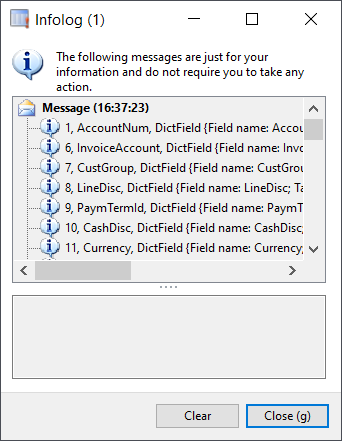 Infolog (1)
The following messages are just for your
information and do not require you to take any
action.
Message (16:37:23)
1, AccountNum, DictField {Field name: Accou
6, InvoiceAccount, DictField {Field name: Invo
7, CustGroup, DictField {Field name: CustGro
8, LineDisc, DictField {Field name: LineDisc; Ta
9, PaymTermId, DictField {Field name: PaymT
10, CashDisc, DictField {Field name: CashDisc;
11, Currency, DictField {Field name: Currency;
Clear
Close (g)